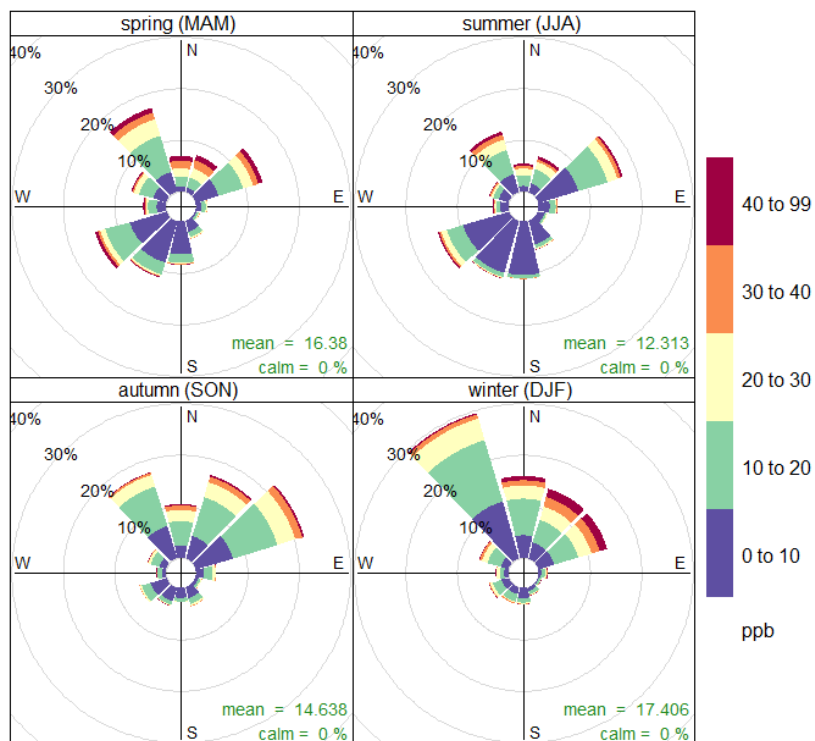 spring (MAM)
summer (JJA)
40%
30%
20%
10%
N
W
E
S
mean = 16.38
calm = 0 %
40%
30%
20%
10%
N
W
E
S
mean = 12.313
calm = 0 %
autumn (SON)
winter (DJF)
40%
30%
20%
10%
N
W
E
S
mean = 14.638
calm = 0 %
40%
30%
20%
10%
N
W
E
S
mean = 17.406
calm = 0 %
40 to 99
30 to 40
20 to 30
10 to 20
0 to 10
ppb